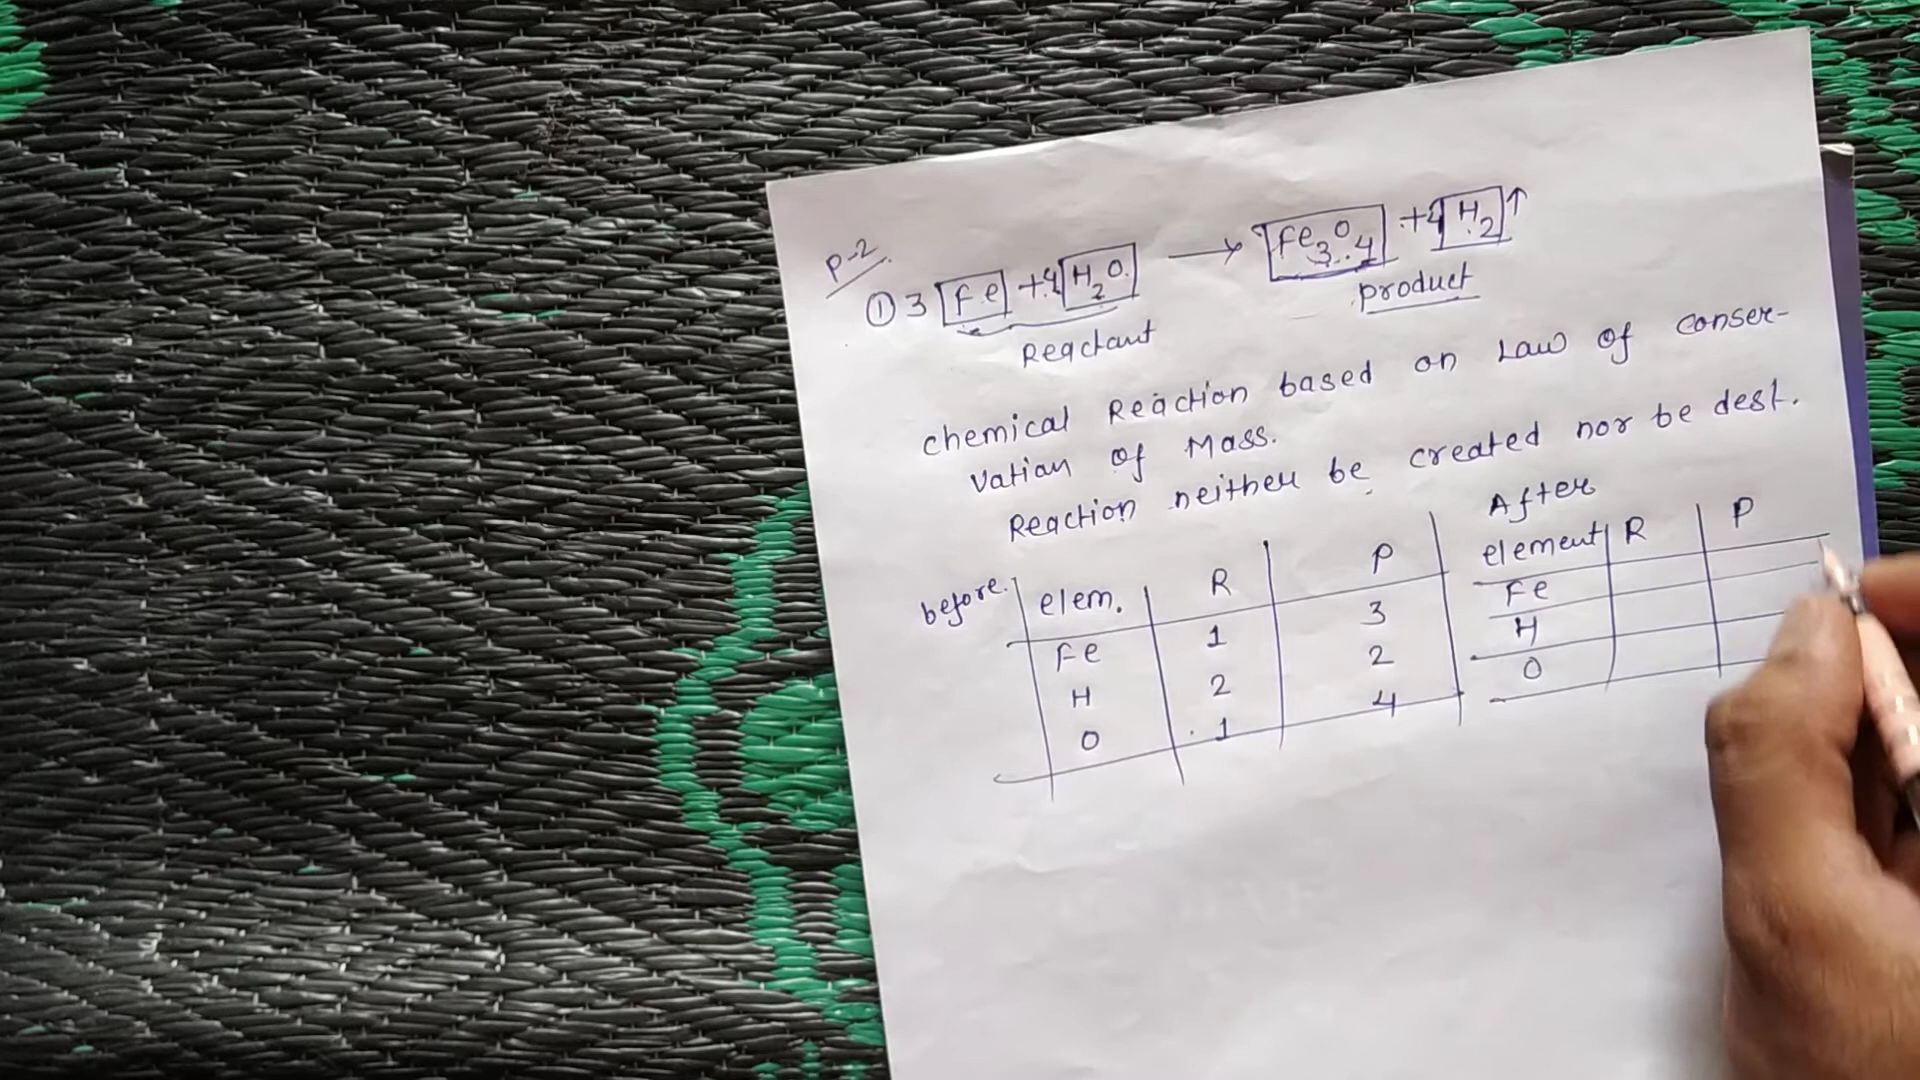 P-2
① 3 Fe + 4 H2O → Fe3O4 + 4 H2 ↑
Reactant product
chemical Reaction based on Law of conser-
vation of Mass.
Reaction neither be created nor be dest.
before. elem. R P
Fe 1 3
H 2 2
O 1 4
After
element R P
Fe
H
O